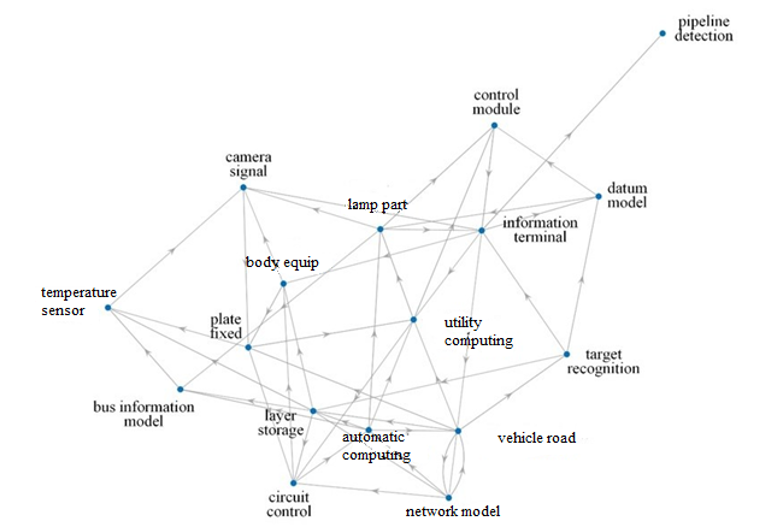 pipeline
detection
control
module
camera
signal
lamp part
datum
model
information
terminal
body equip
temperature
sensor
plate
fixed
utility
computing
target
recognition
bus information
model
layer
storage
automatic
computing
vehicle road
circuit
control
network model